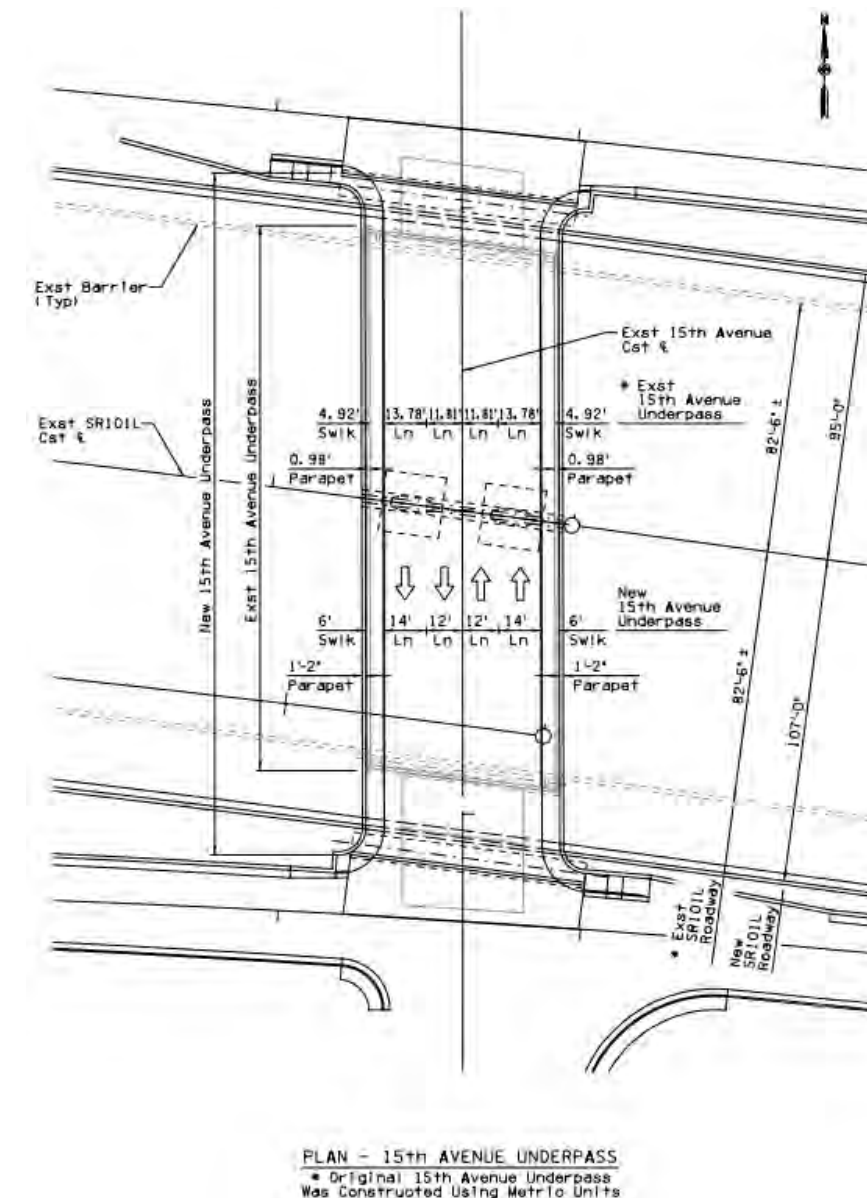 N
Exst Barrier
(Typ)
Exst 15th Avenue
Cst ℄
* Exst
15th Avenue
Underpass
Exst SR101L
Cst ℄
New 15th Avenue Underpass
Exst 15th Avenue Underpass
4.92' 13.78' 11.81' 11.81' 13.78' 4.92'
Swlk Ln Ln Ln Ln Swlk
0.98' 0.98'
Parapet Parapet
82'-6" ±
95'-0"
New
15th Avenue
Underpass
6' 14' 12' 12' 14' 6'
Swlk Ln Ln Ln Ln Swlk
1'-2" 1'-2"
Parapet Parapet
82'-6" ±
107'-0"
* Exst
SR101L
Roadway
New
SR101L
Roadway
PLAN - 15th AVENUE UNDERPASS
* Original 15th Avenue Underpass
Was Constructed Using Metric Units